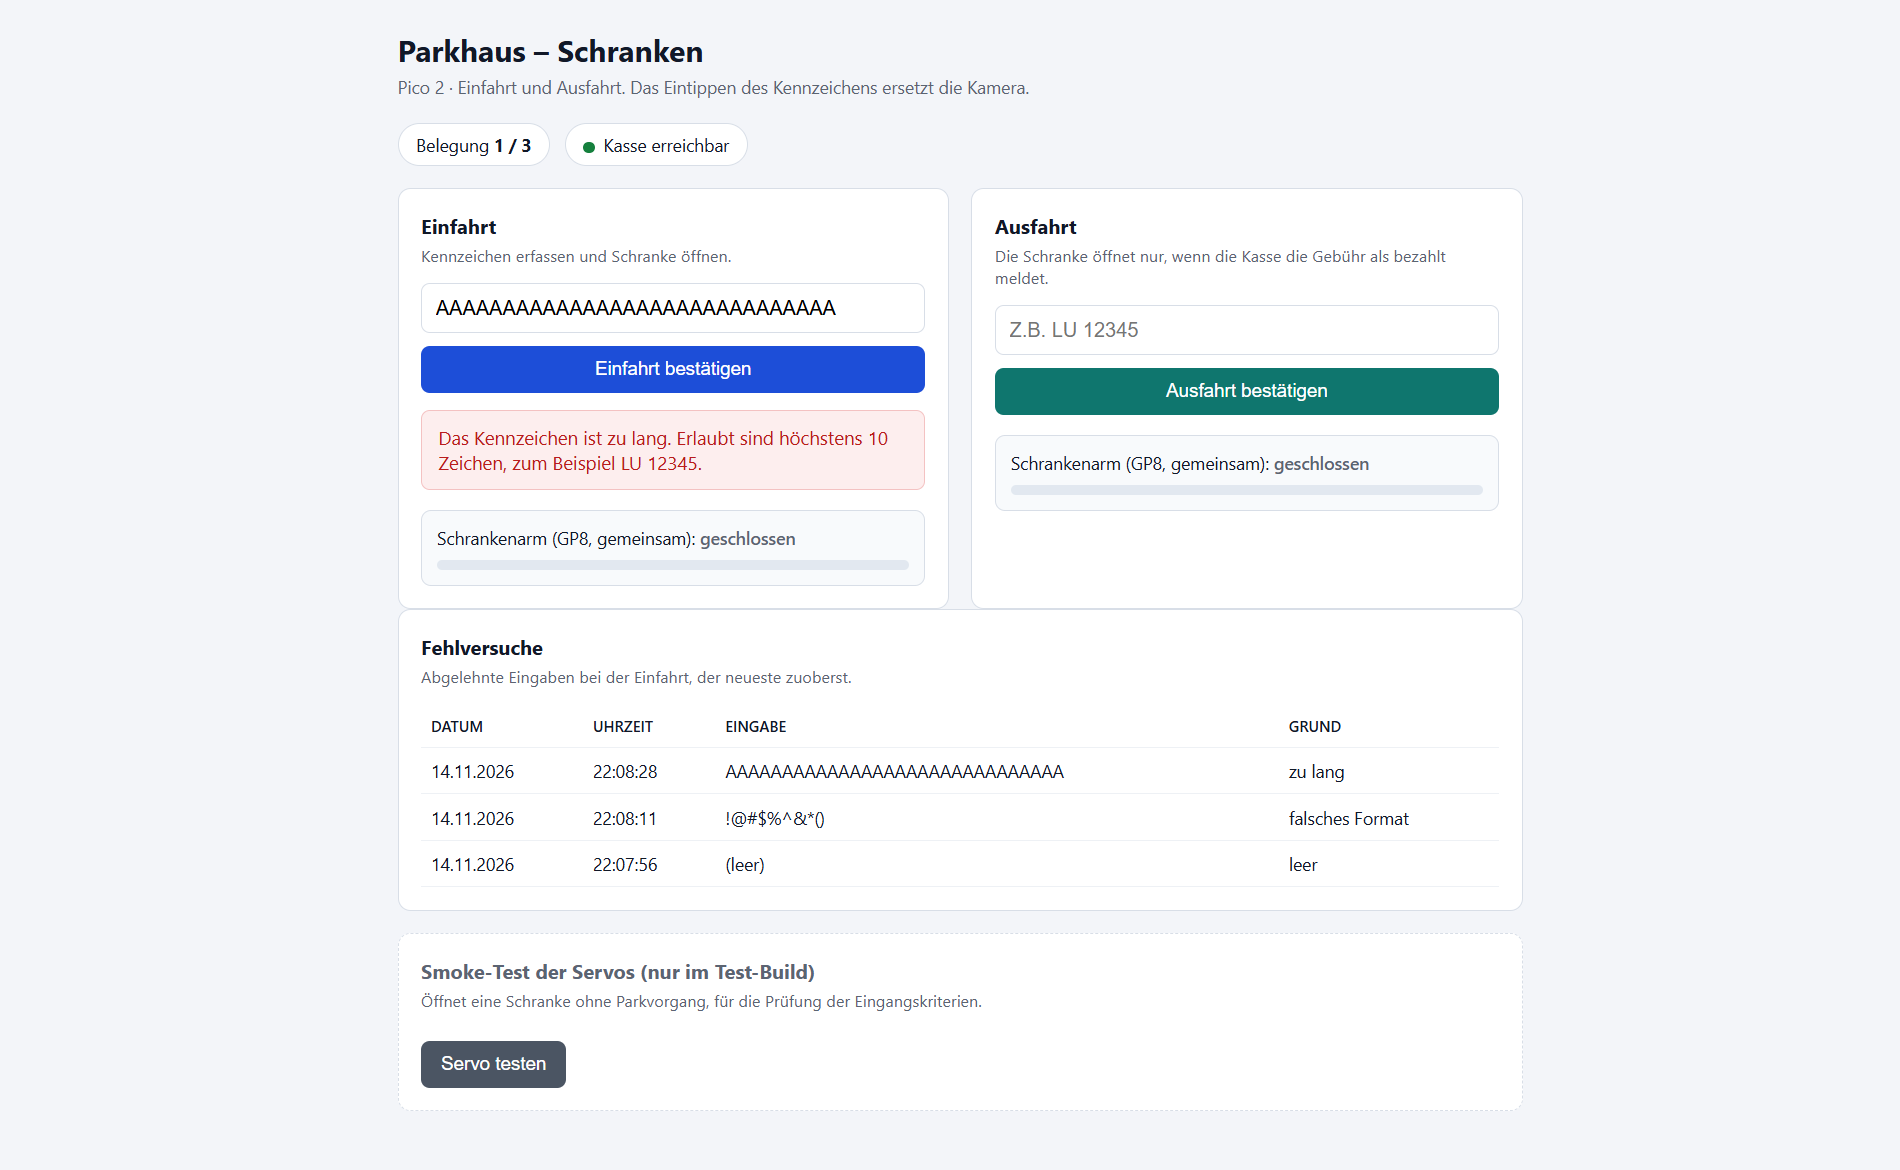 Parkhaus – Schranken
Pico 2 · Einfahrt und Ausfahrt. Das Eintippen des Kennzeichens ersetzt die Kamera.
Belegung 1 / 3
Kasse erreichbar
Einfahrt
Kennzeichen erfassen und Schranke öffnen.
AAAAAAAAAAAAAAAAAAAAAAAAAAAAAA
Einfahrt bestätigen
Das Kennzeichen ist zu lang. Erlaubt sind höchstens 10
Zeichen, zum Beispiel LU 12345.
Schrankenarm (GP8, gemeinsam): geschlossen
Ausfahrt
Die Schranke öffnet nur, wenn die Kasse die Gebühr als bezahlt
meldet.
Z.B. LU 12345
Ausfahrt bestätigen
Schrankenarm (GP8, gemeinsam): geschlossen
Fehlversuche
Abgelehnte Eingaben bei der Einfahrt, der neueste zuoberst.
DATUM UHRZEIT EINGABE GRUND
14.11.2026 22:08:28 AAAAAAAAAAAAAAAAAAAAAAAAAAAAAA zu lang
14.11.2026 22:08:11 !@#$%^&*() falsches Format
14.11.2026 22:07:56 (leer) leer
Smoke-Test der Servos (nur im Test-Build)
Öffnet eine Schranke ohne Parkvorgang, für die Prüfung der Eingangskriterien.
Servo testen